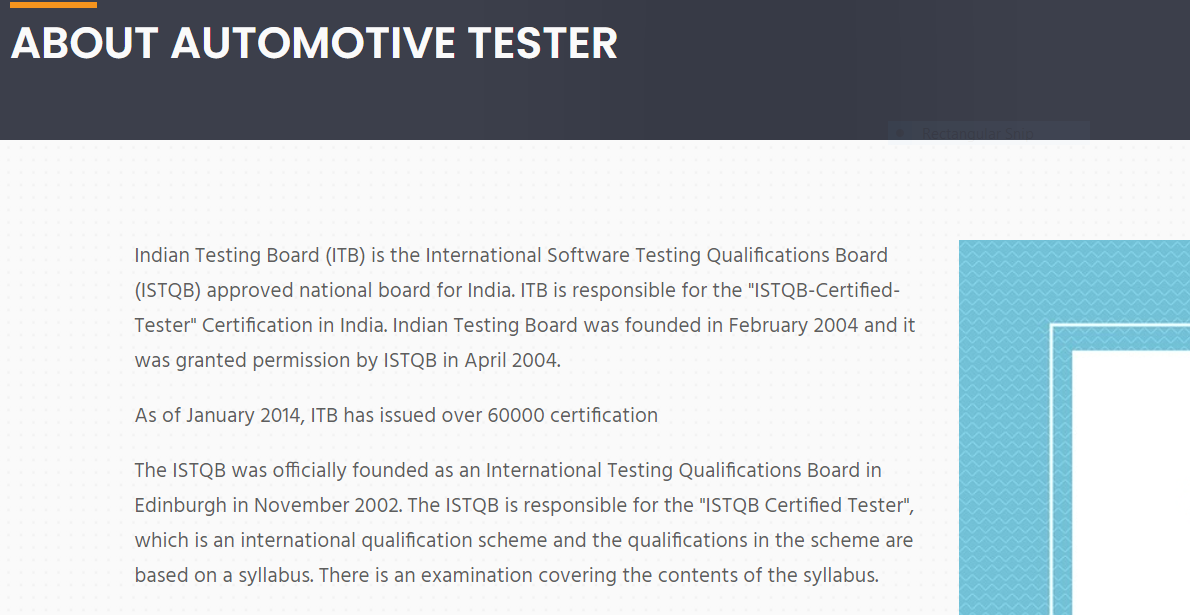 ABOUT AUTOMOTIVE TESTER
Rectangular Snip
Indian Testing Board (ITB) is the International Software Testing Qualifications Board
(ISTQB) approved national board for India. ITB is responsible for the "ISTQB-Certified-
Tester" Certification in India. Indian Testing Board was founded in February 2004 and it
was granted permission by ISTQB in April 2004.
As of January 2014, ITB has issued over 60000 certification
The ISTQB was officially founded as an International Testing Qualifications Board in
Edinburgh in November 2002. The ISTQB is responsible for the "ISTQB Certified Tester",
which is an international qualification scheme and the qualifications in the scheme are
based on a syllabus. There is an examination covering the contents of the syllabus.